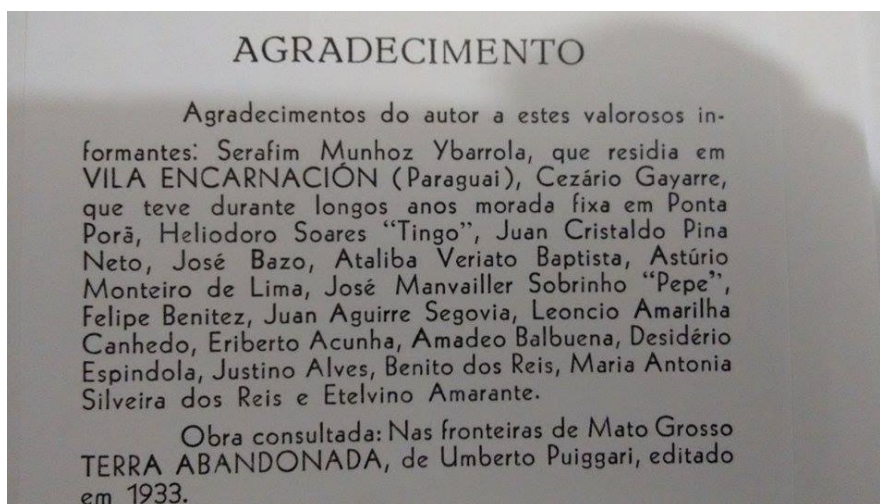 AGRADECIMENTO
Agradecimentos do autor a estes valorosos in-
formantes: Serafim Munhoz Ybarrola, que residia em
VILA ENCARNACIÓN (Paraguai), Cezário Gayarre,
que teve durante longos anos morada fixa em Ponta
Porã, Heliodoro Soares “Tingo”, Juan Cristaldo Pina
Neto, José Bazo, Ataliba Veriato Baptista, Astúrio
Monteiro de Lima, José Manvailler Sobrinho “Pepe”,
Felipe Benitez, Juan Aguirre Segovia, Leoncio Amarilha
Canhedo, Eriberto Acunha, Amadeo Balbuena, Desidério
Espindola, Justino Alves, Benito dos Reis, Maria Antonia
Silveira dos Reis e Etelvino Amarante.
Obra consultada: Nas fronteiras de Mato Grosso
TERRA ABANDONADA, de Umberto Puiggari, editado
em 1933.